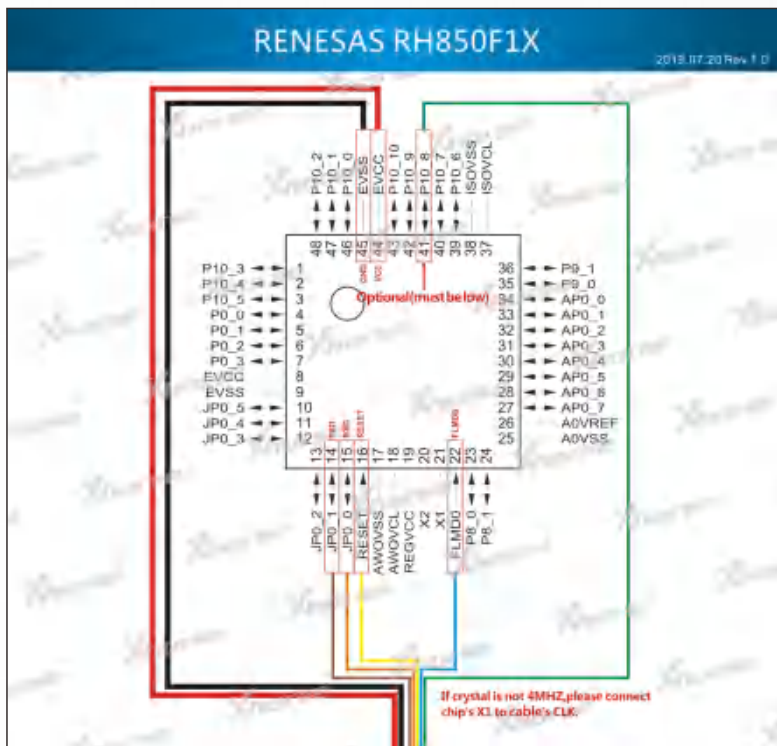 RENESAS RH850F1X
Rev 1.0
P10_2 P10_1 P10_0 EVSS EVCC P10_10 P10_9 P10_8 P10_7 P10_6 ISOVSS ISOVCL
48 47 46 45 44 43 42 41 40 39 38 37
GND VCC
P10_3 1 36 P9_1
P10_4 2 35 P9_0
P10_5 3 34 AP0_0
Optional(must be low)
P0_0 4 33 AP0_1
P0_1 5 32 AP0_2
P0_2 6 31 AP0_3
P0_3 7 30 AP0_4
EVCC 8 29 AP0_5
EVSS 9 28 AP0_6
JP0_5 10 27 AP0_7
JP0_4 11 26 A0VREF
JP0_3 12 25 A0VSS
RESET FLMD0
13 14 15 16 17 18 19 20 21 22 23 24
JP0_2 JP0_1 JP0_0 RESET AWOVSS AWOVCL REGVCC X2 X1 FLMD0 P8_0 P8_1
If crystal is not 4MHZ,please connect
chip's X1 to cable's CLK.